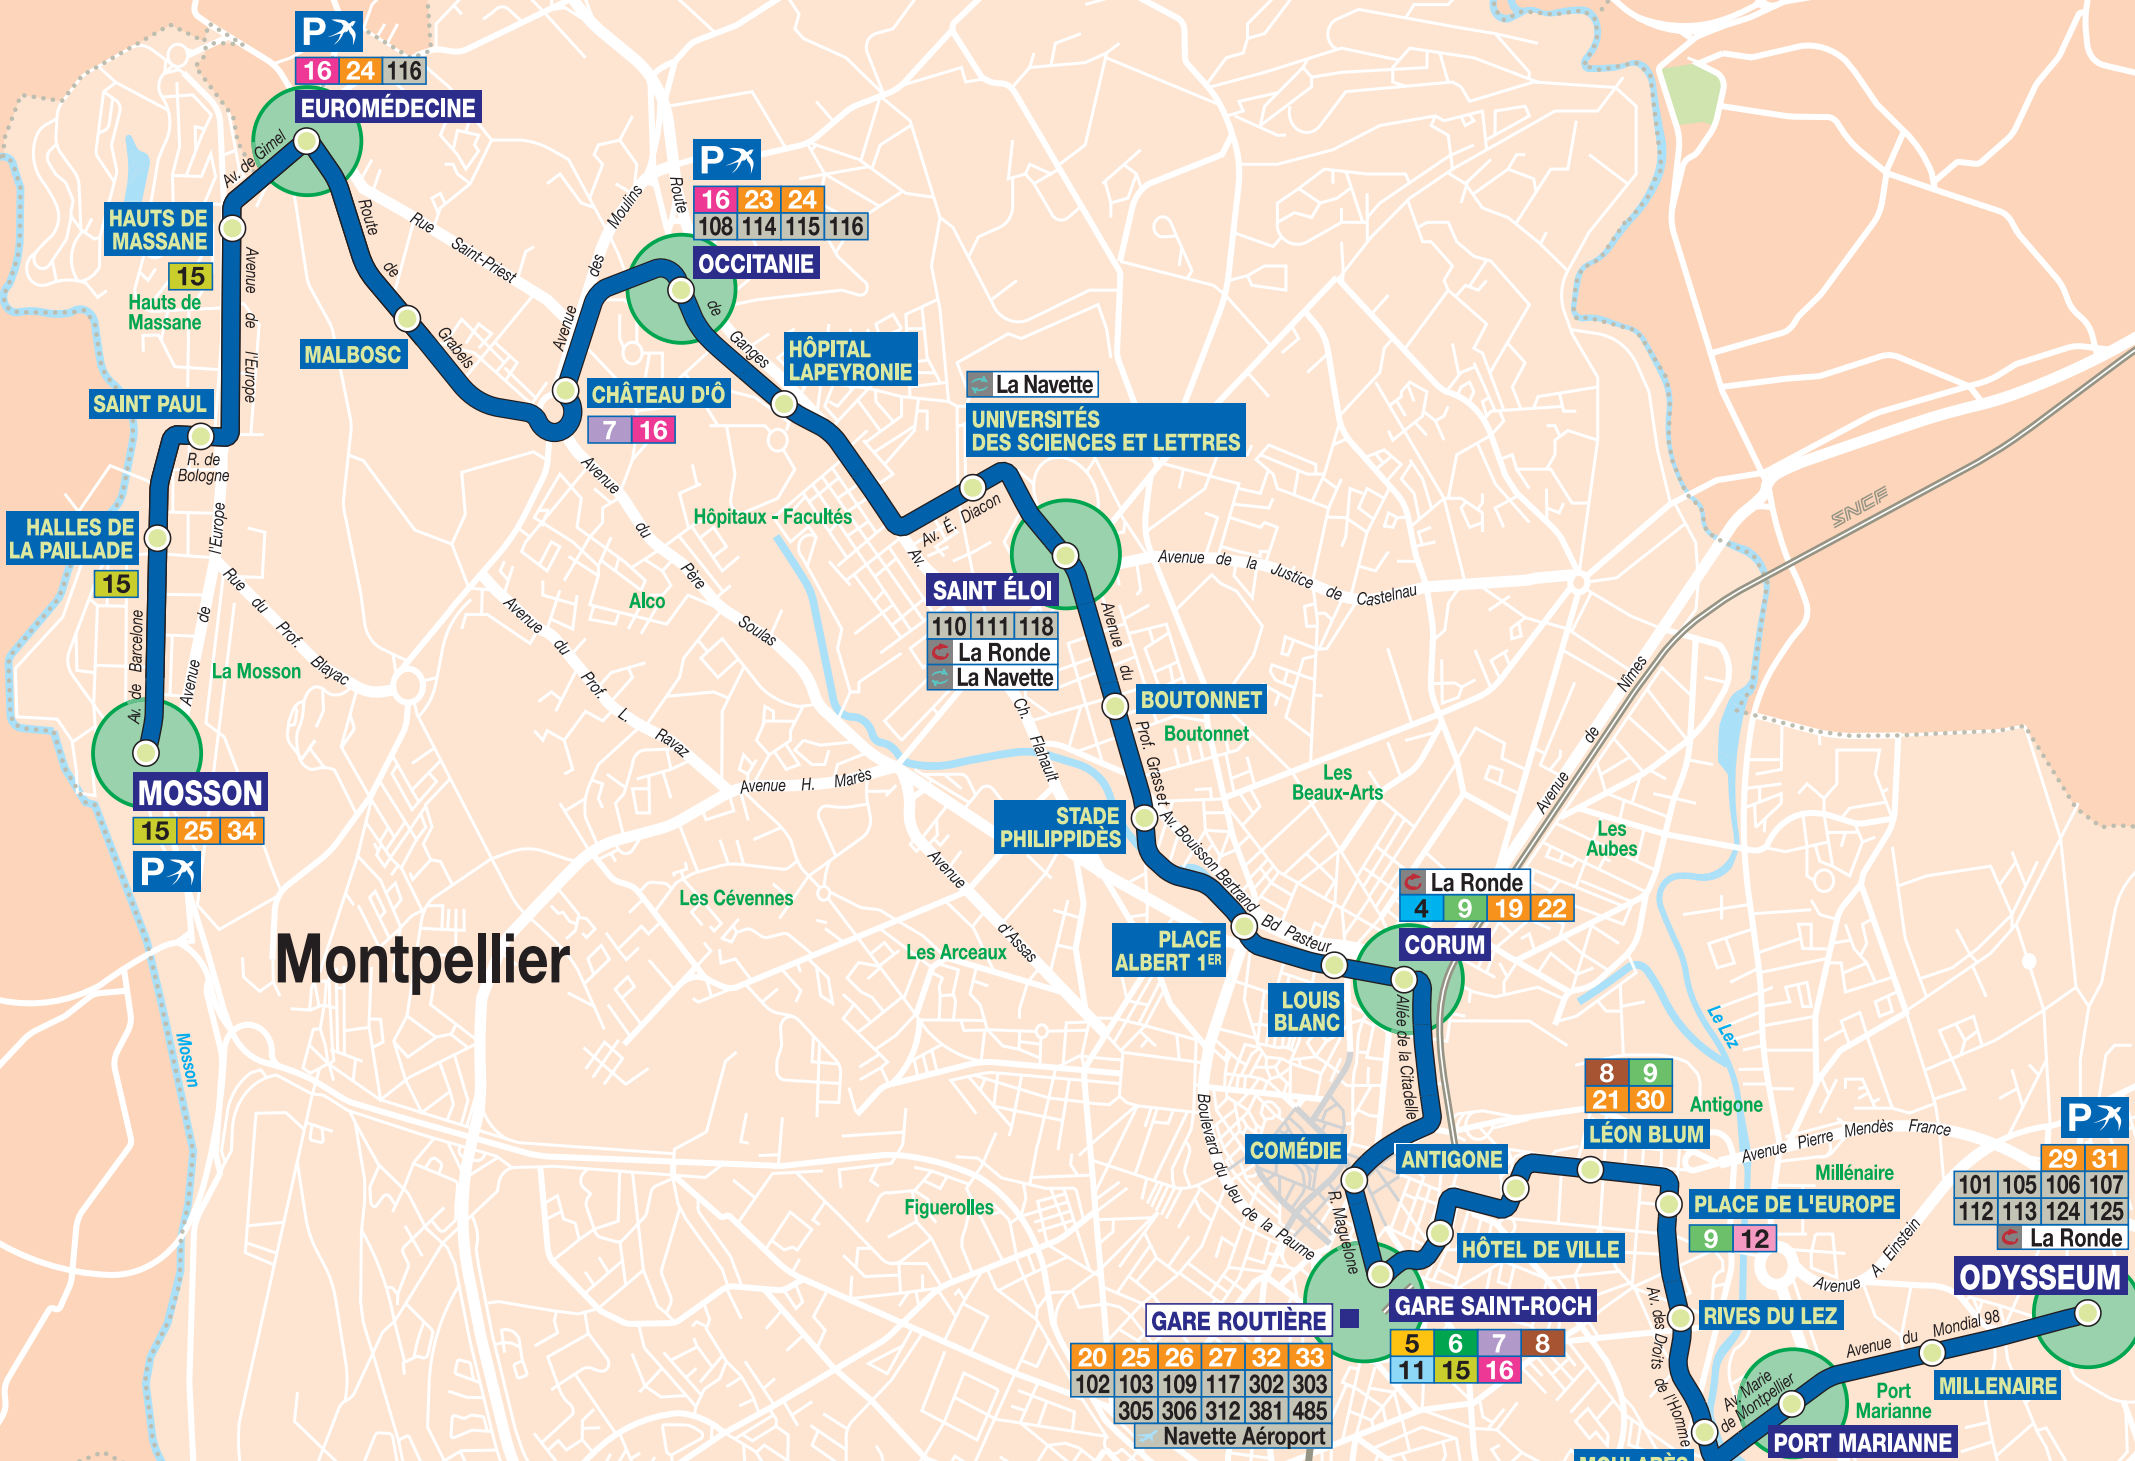 P
16 24 116
EUROMÉDECINE
Av. de Gimel
P
16 23 24
108 114 115 116
OCCITANIE
HAUTS DE
MASSANE
15
Hauts de
Massane
Avenue de l'Europe
Route de Grabels
Rue Saint-Priest
Avenue des Moulins
Route de Ganges
MALBOSC
CHÂTEAU D'Ô
7 16
HÔPITAL
LAPEYRONIE
La Navette
UNIVERSITÉS
DES SCIENCES ET LETTRES
SAINT PAUL
R. de
Bologne
HALLES DE
LA PAILLADE
15
Av. de Barcelone
Avenue de l'Europe
Rue du Prof. Blayac
La Mosson
MOSSON
15 25 34
P
Mosson
Montpellier
Avenue du Père Soulas
Hôpitaux - Facultés
Alco
Avenue du Prof. L. Ravaz
Avenue H. Marès
Av. É. Diacon
Av. Ch. Flahault
SAINT ÉLOI
110 111 118
La Ronde
La Navette
Avenue de la Justice de Castelnau
SNCF
Avenue de Nîmes
Avenue du Prof. Grasset
BOUTONNET
Boutonnet
Les
Beaux-Arts
Les
Aubes
STADE
PHILIPPIDÈS
Av. Bouisson Bertrand
Avenue d'Assas
Les Cévennes
Les Arceaux
PLACE
ALBERT 1ER
Bd Pasteur
La Ronde
4 9 19 22
CORUM
LOUIS
BLANC
Allée de la Citadelle
Le Lez
8 9
21 30
LÉON BLUM
Antigone
Boulevard du Jeu de la Paume
COMÉDIE
ANTIGONE
Avenue Pierre Mendès France
Millénaire
P
29 31
101 105 106 107
112 113 124 125
La Ronde
ODYSSEUM
Figuerolles
R. Maguelone
HÔTEL DE VILLE
PLACE DE L'EUROPE
9 12
Avenue A. Einstein
GARE ROUTIÈRE
20 25 26 27 32 33
102 103 109 117 302 303
305 306 312 381 485
Navette Aéroport
GARE SAINT-ROCH
5 6 7 8
11 15 16
Av. des Droits de l'Homme
RIVES DU LEZ
Avenue du Mondial 98
MILLENAIRE
Av. Marie
de Montpellier
Port
Marianne
PORT MARIANNE
MOULARÈS